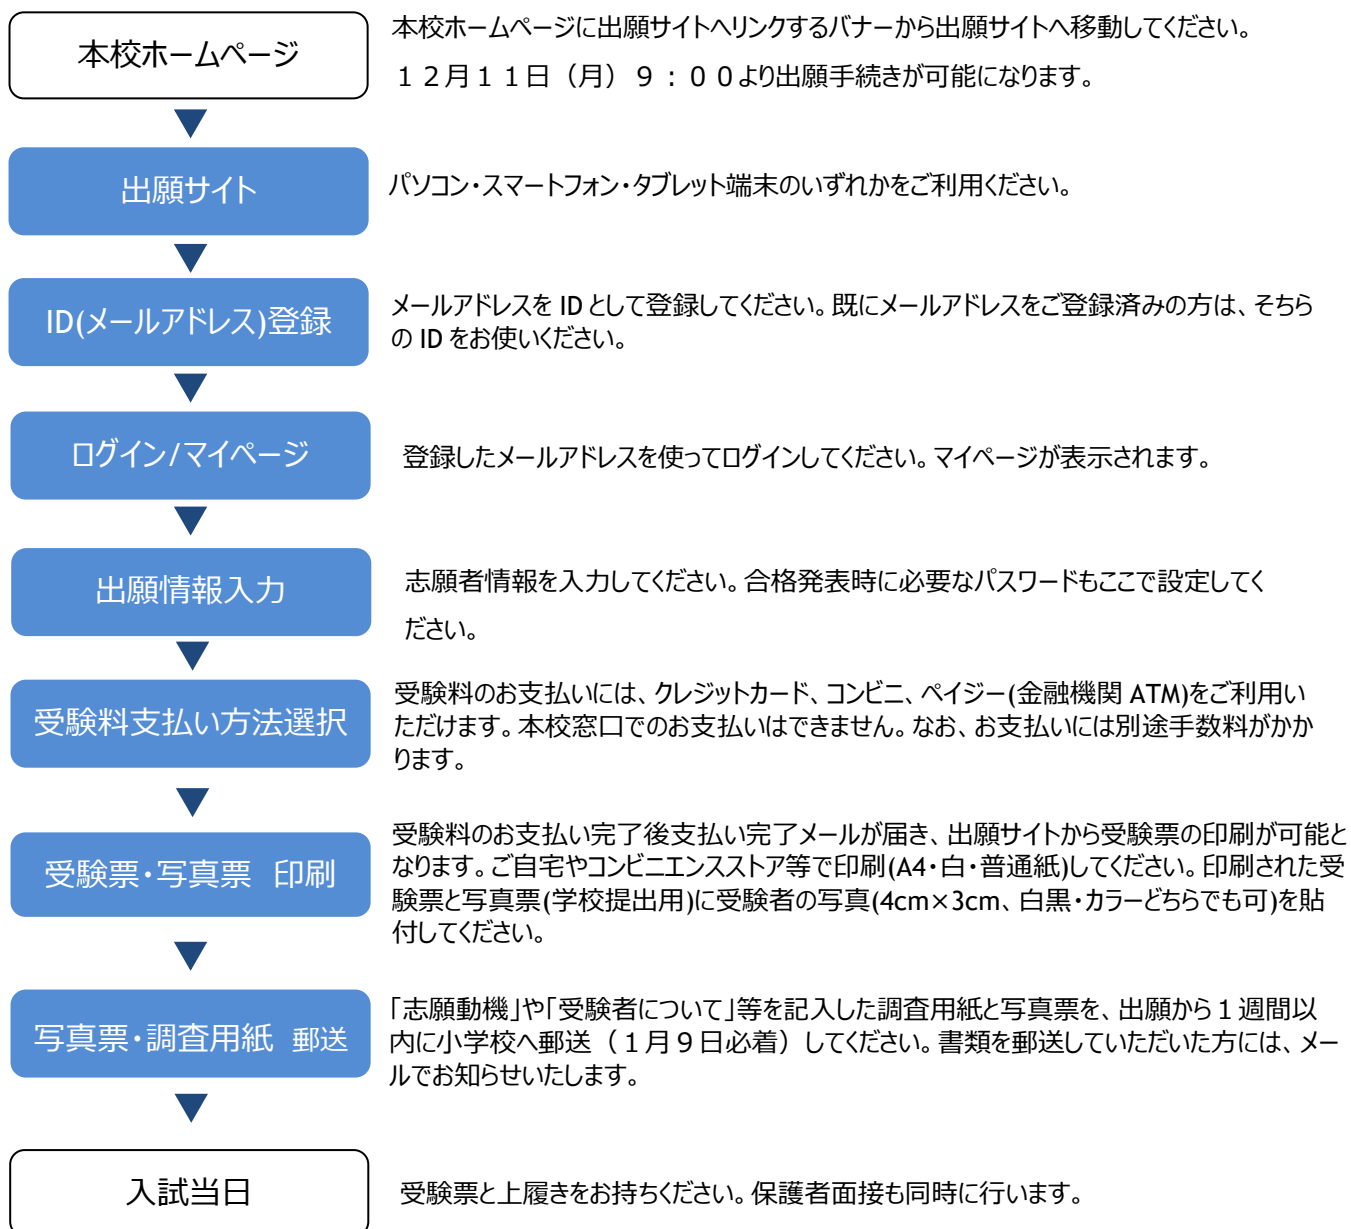 本校ホームページ
本校ホームページに出願サイトへリンクするバナーから出願サイトへ移動してください。
１２月１１日（月）９：００より出願手続きが可能になります。
出願サイト
パソコン・スマートフォン・タブレット端末のいずれかをご利用ください。
ID(メールアドレス)登録
メールアドレスを ID として登録してください。既にメールアドレスをご登録済みの方は、そちら
の ID をお使いください。
ログイン/マイページ
登録したメールアドレスを使ってログインしてください。マイページが表示されます。
出願情報入力
志願者情報を入力してください。合格発表時に必要なパスワードもここで設定してく
ださい。
受験料支払い方法選択
受験料のお支払いには、クレジットカード、コンビニ、ペイジー(金融機関 ATM)をご利用い
ただけます。本校窓口でのお支払いはできません。なお、お支払いには別途手数料がかか
ります。
受験票・写真票　印刷
受験料のお支払い完了後支払い完了メールが届き、出願サイトから受験票の印刷が可能と
なります。ご自宅やコンビニエンスストア等で印刷(A4・白・普通紙)してください。印刷された受
験票と写真票(学校提出用)に受験者の写真(4cm×3cm、白黒・カラーどちらでも可)を貼
付してください。
写真票・調査用紙　郵送
「志願動機」や「受験者について」等を記入した調査用紙と写真票を、出願から１週間以
内に小学校へ郵送（１月９日必着）してください。書類を郵送していただいた方には、メー
ルでお知らせいたします。
入試当日
受験票と上履きをお持ちください。保護者面接も同時に行います。